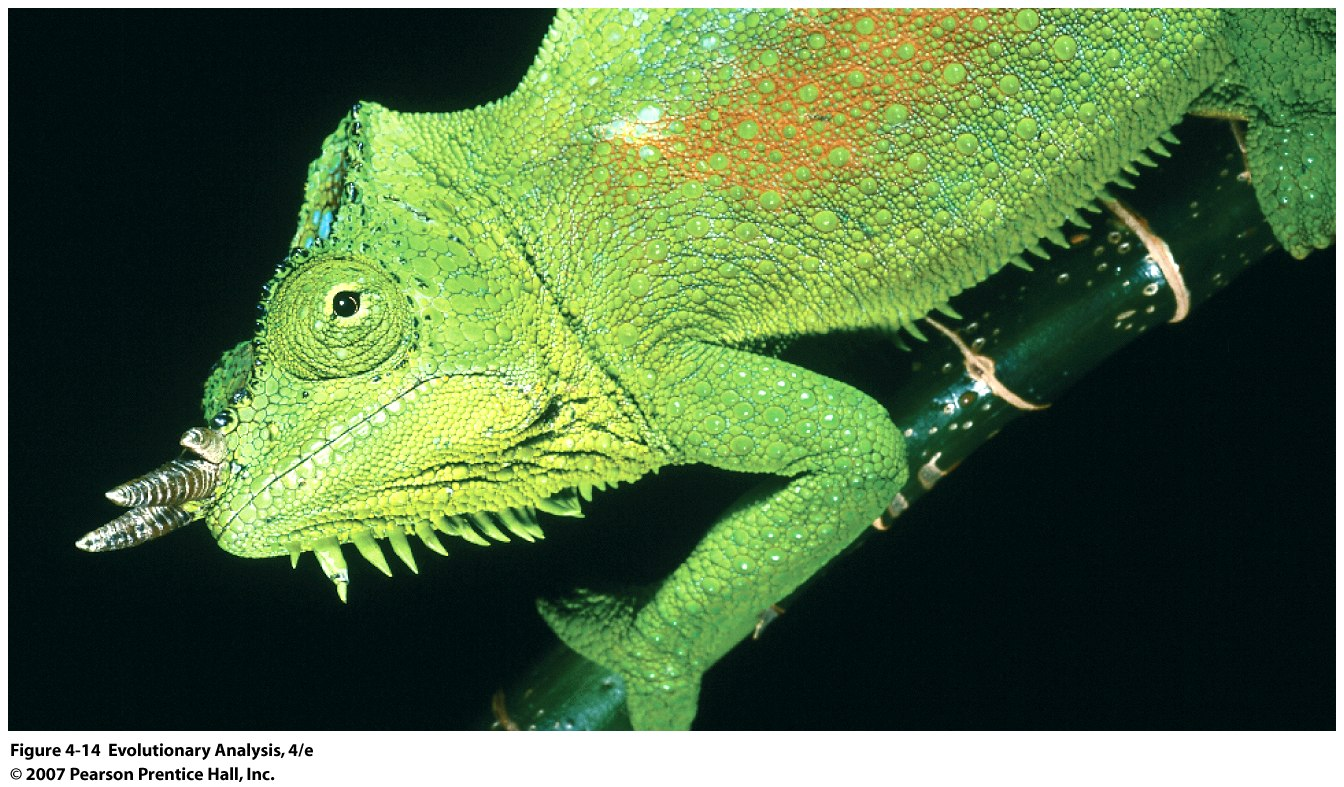 Figure 4-14 Evolutionary Analysis, 4/e
© 2007 Pearson Prentice Hall, Inc.